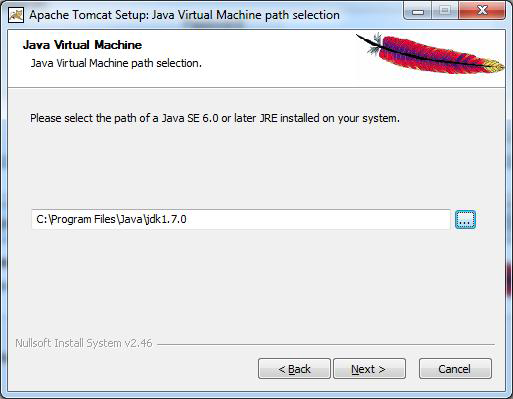 Apache Tomcat Setup: Java Virtual Machine path selection
Java Virtual Machine
Java Virtual Machine path selection.
Please select the path of a Java SE 6.0 or later JRE installed on your system.
C:\Program Files\Java\jdk1.7.0
...
Nullsoft Install System v2.46
< Back
Next >
Cancel